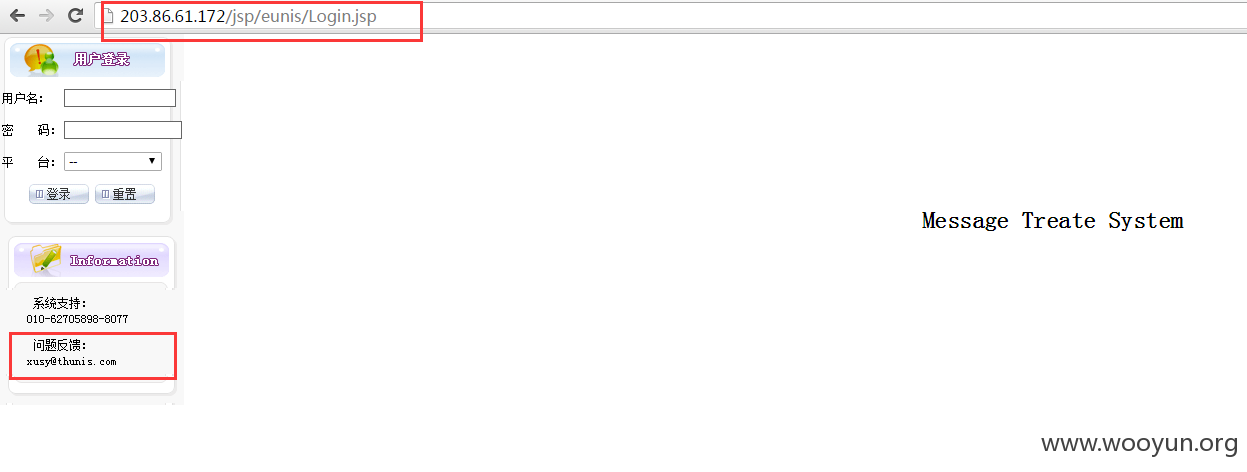 203.86.61.172/jsp/eunis/Login.jsp
用户登录
用户名:
密 码:
平 台: --
登录 重置
Message Treate System
Information
系统支持:
010-62705898-8077
问题反馈:
xusy@thunis.com
www.wooyun.org